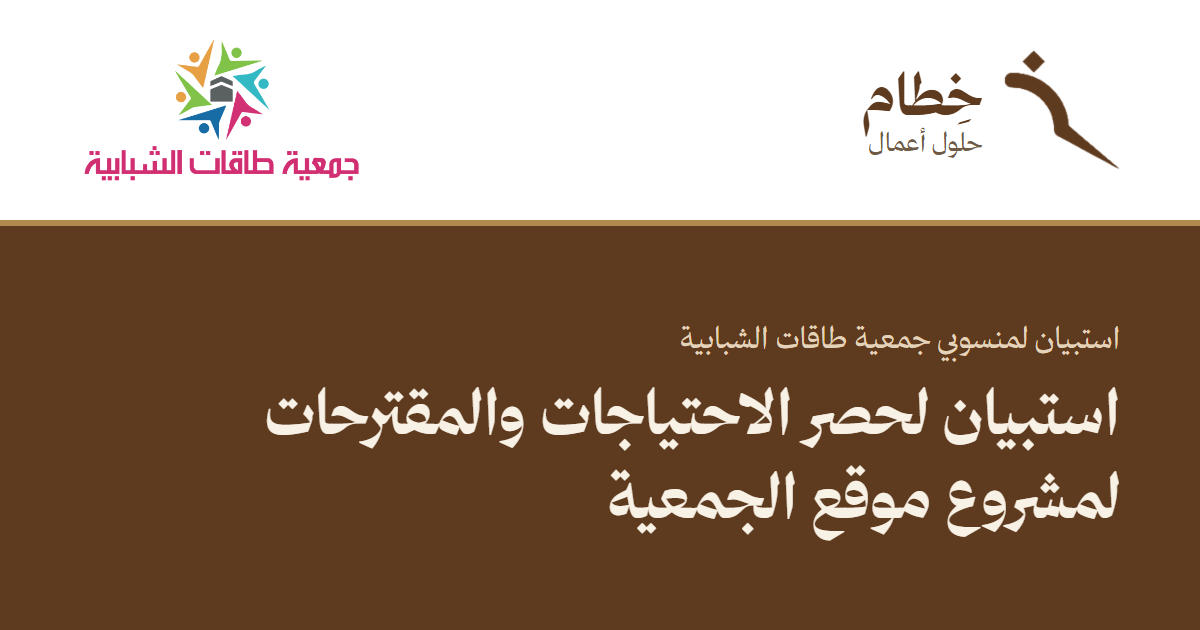 خِطام
حلول أعمال
جمعية طاقات الشبابية
استبيان لمنسوبي جمعية طاقات الشبابية
استبيان لحصر الاحتياجات والمقترحات
لمشروع موقع الجمعية